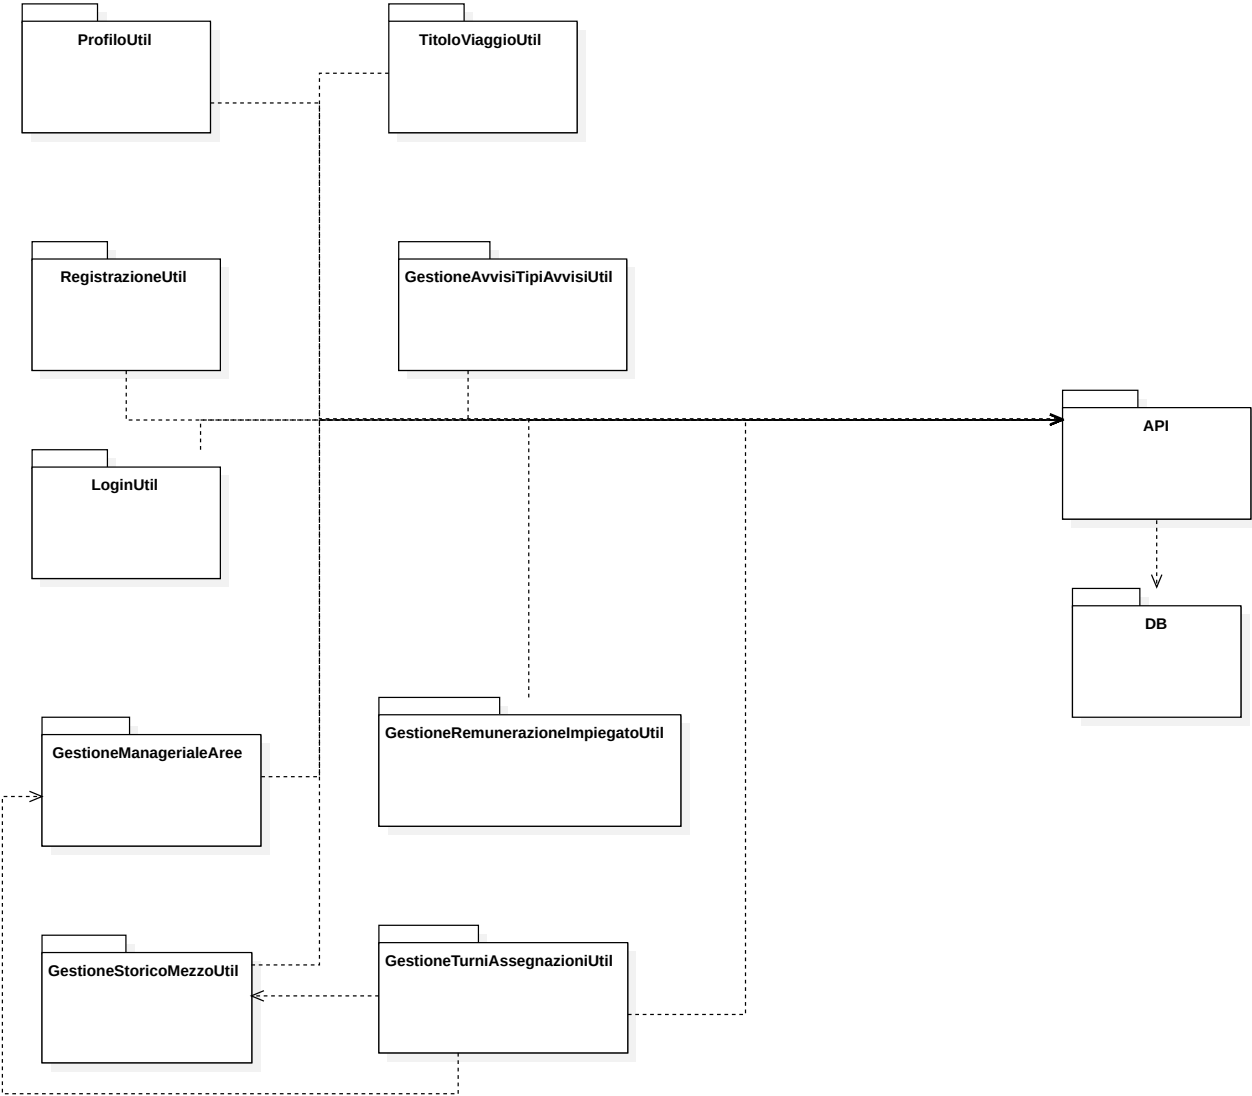 ProfiloUtil
TitoloViaggioUtil
RegistrazioneUtil
GestioneAvvisiTipiAvvisiUtil
API
LoginUtil
DB
GestioneManagerialeAree
GestioneRemunerazioneImpiegatoUtil
GestioneStoricoMezzoUtil
GestioneTurniAssegnazioniUtil